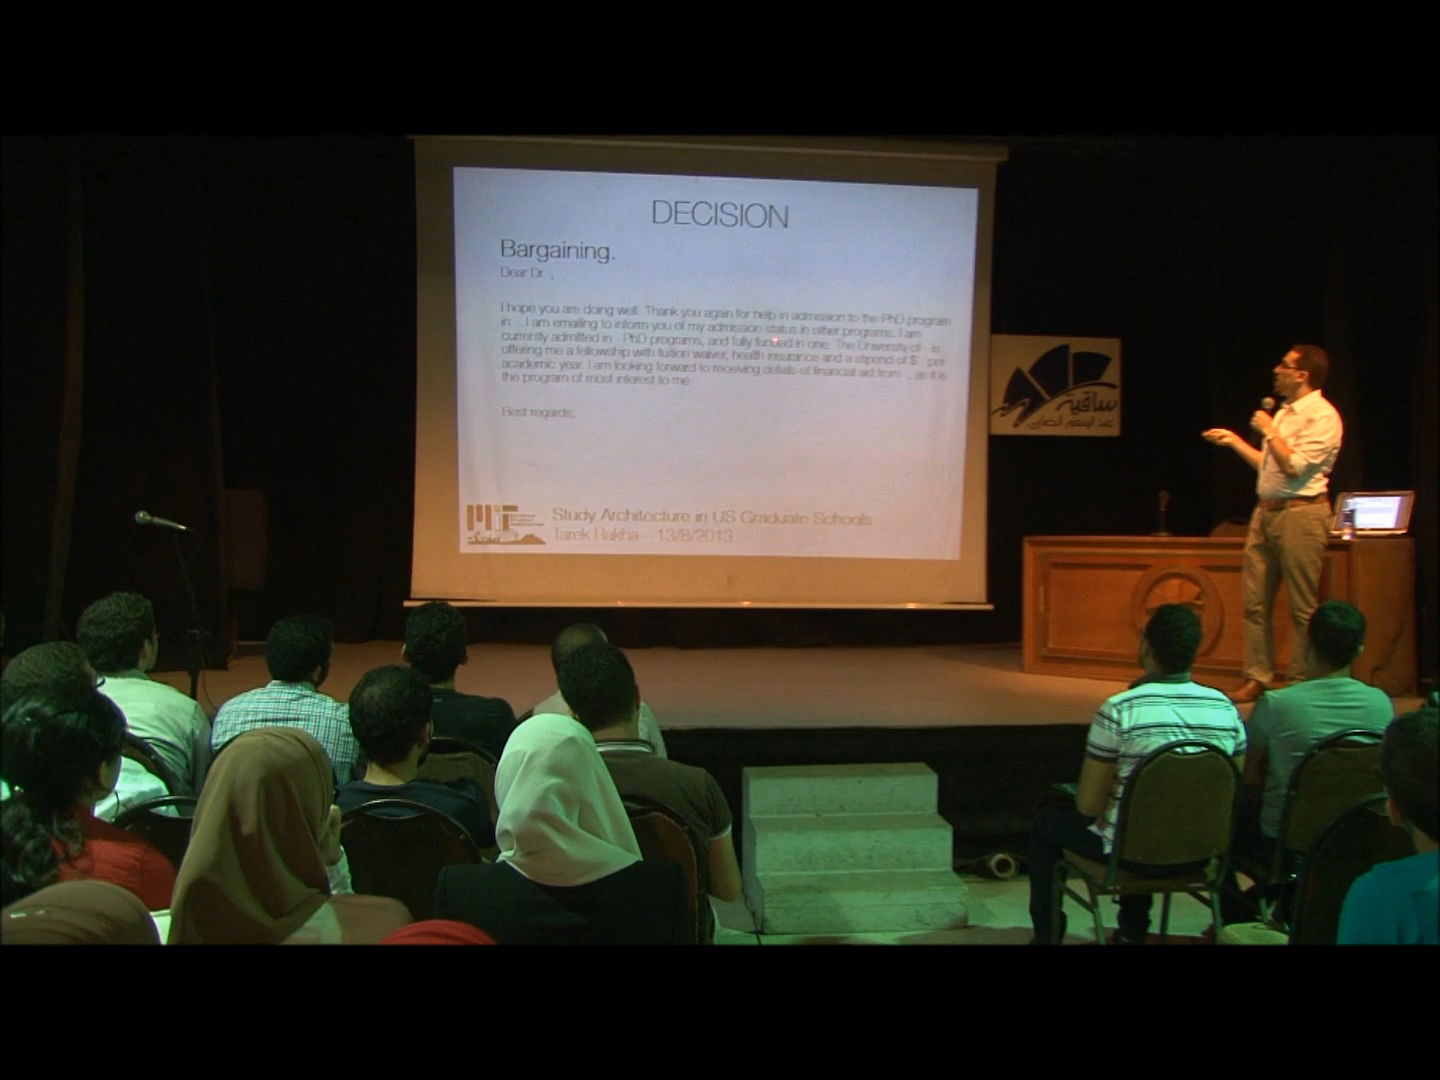 DECISION
Bargaining.
Dear Dr. -,
I hope you are doing well. Thank you again for help in admission to the PhD program
in -. I am emailing to inform you of my admission status in other programs. I am
currently admitted in - PhD programs, and fully funded in one. The University of - is
offering me a fellowship with tuition waiver, health insurance and a stipend of $ - per
academic year. I am looking forward to receiving details of financial aid from -, as it is
the program of most interest to me.
Best regards,
MIT
Study Architecture in US Graduate Schools
Tarek Rakha - 13/8/2013
ساقية
عبد المنعم الصاوي